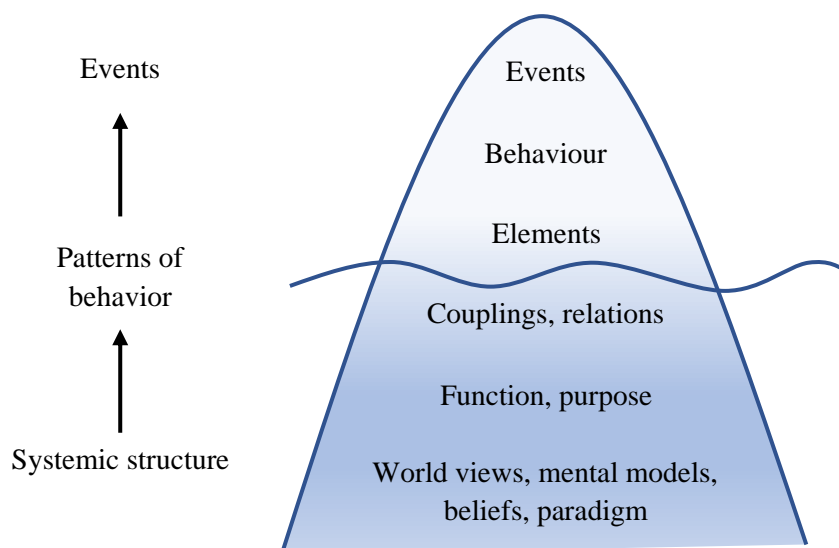 Events
Patterns of
behavior
Systemic structure
Events
Behaviour
Elements
Couplings, relations
Function, purpose
World views, mental models,
beliefs, paradigm